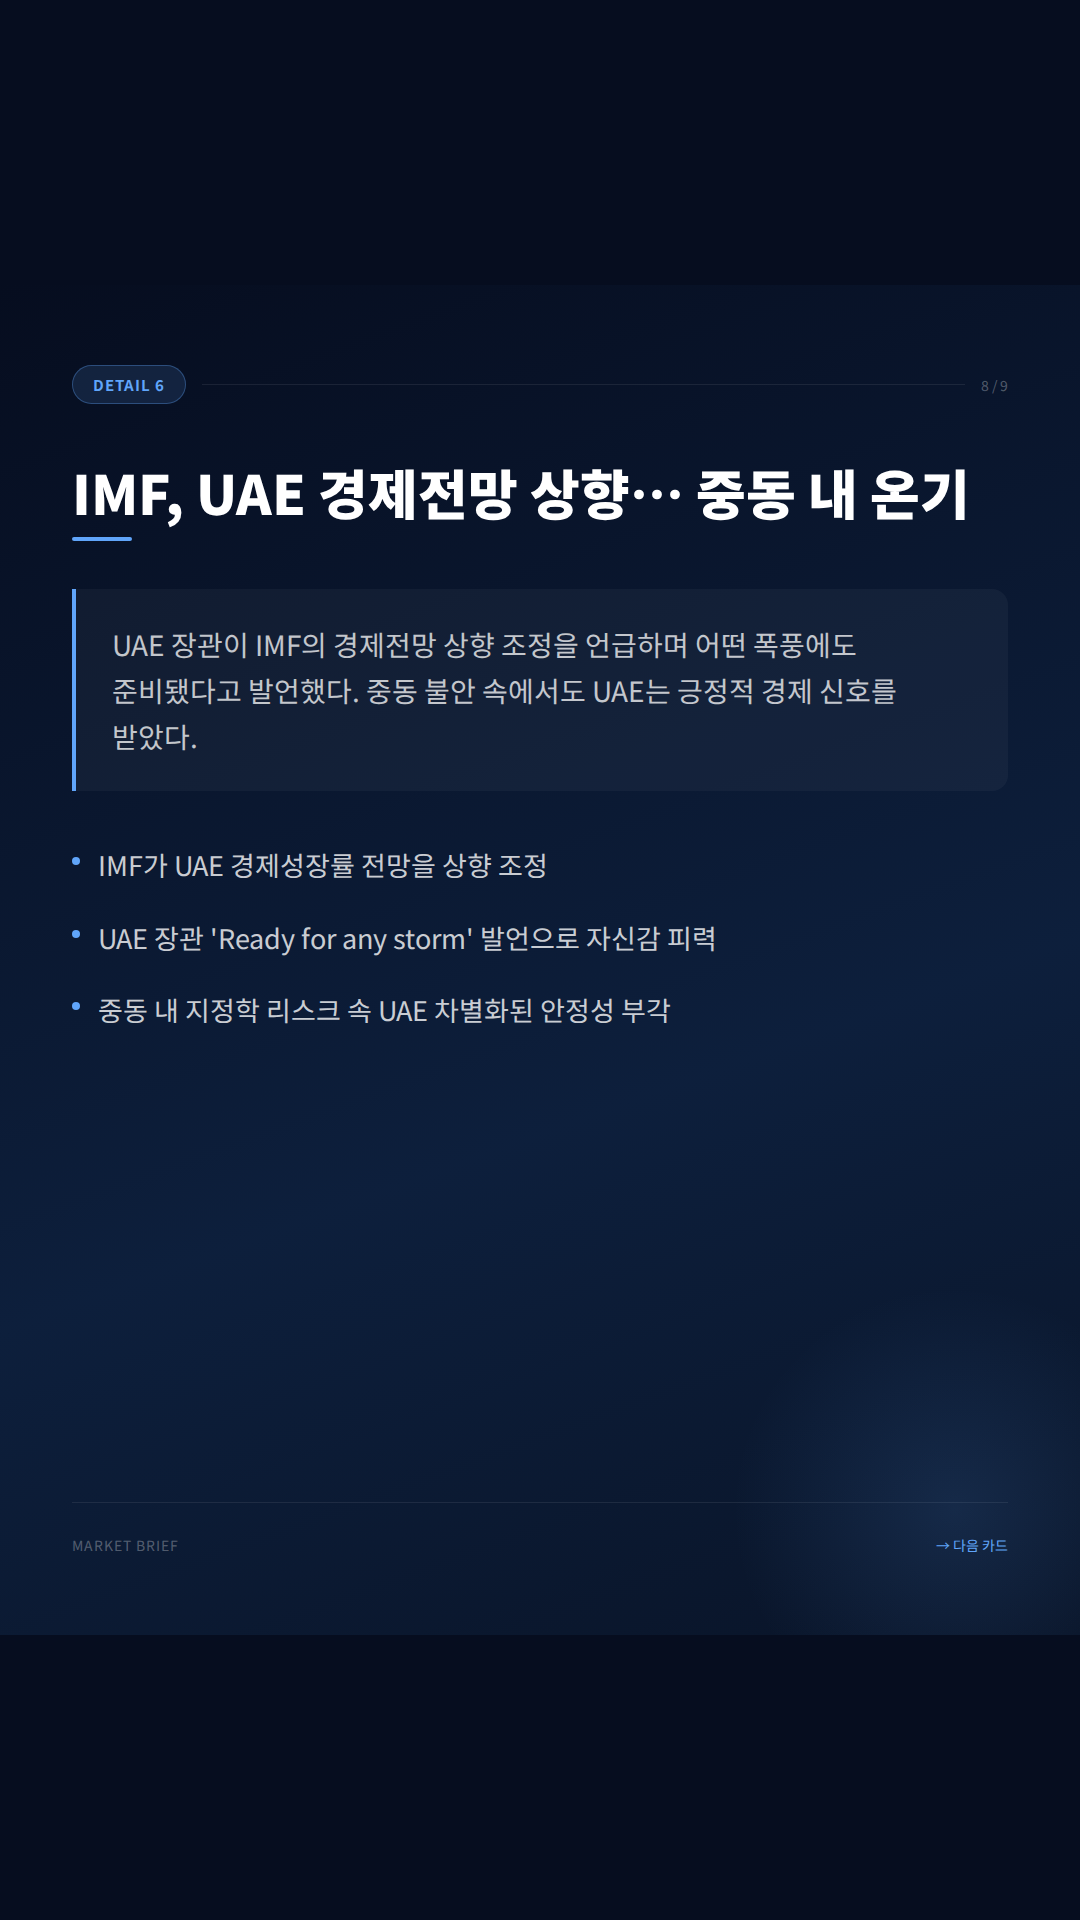 DETAIL 6
8 / 9
IMF, UAE 경제전망 상향… 중동 내 온기
UAE 장관이 IMF의 경제전망 상향 조정을 언급하며 어떤 폭풍에도
준비됐다고 발언했다. 중동 불안 속에서도 UAE는 긍정적 경제 신호를
받았다.
IMF가 UAE 경제성장률 전망을 상향 조정
UAE 장관 'Ready for any storm' 발언으로 자신감 피력
중동 내 지정학 리스크 속 UAE 차별화된 안정성 부각
MARKET BRIEF
→ 다음 카드